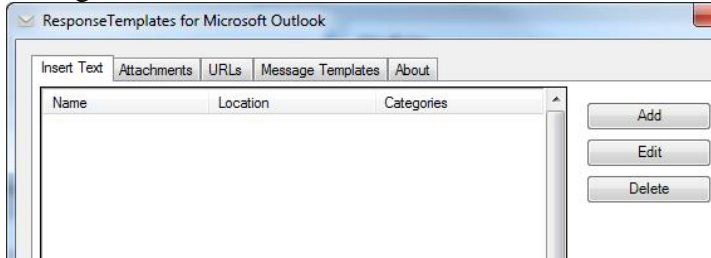 ResponseTemplates for Microsoft Outlook
Insert Text Attachments URLs Message Templates About
Name Location Categories
Add
Edit
Delete